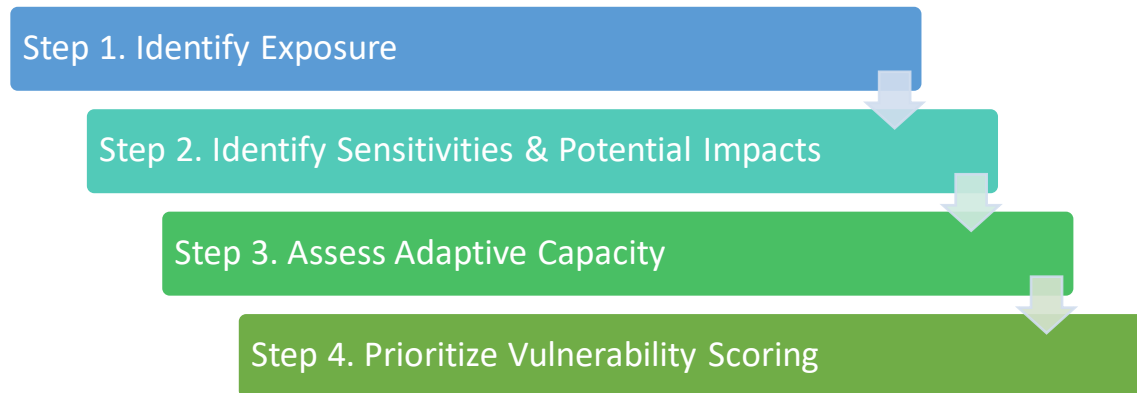 Step 1. Identify Exposure
Step 2. Identify Sensitivities & Potential Impacts
Step 3. Assess Adaptive Capacity
Step 4. Prioritize Vulnerability Scoring